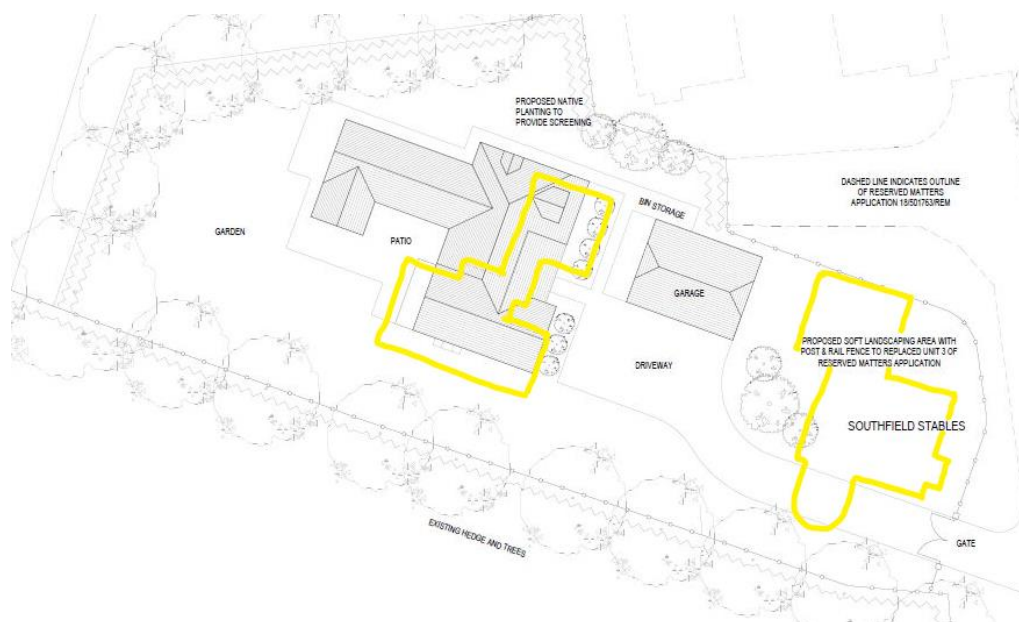 PROPOSED NATIVE
PLANTING TO
PROVIDE SCREENING
DASHED LINE INDICATES OUTLINE
OF RESERVED MATTERS
APPLICATION 18/501763/REM
BIN STORAGE
GARDEN
PATIO
GARAGE
PROPOSED SOFT LANDSCAPING AREA WITH
POST & RAIL FENCE TO REPLACED UNIT 3 OF
RESERVED MATTERS APPLICATION
DRIVEWAY
SOUTHFIELD STABLES
EXISTING HEDGE AND TREES
GATE